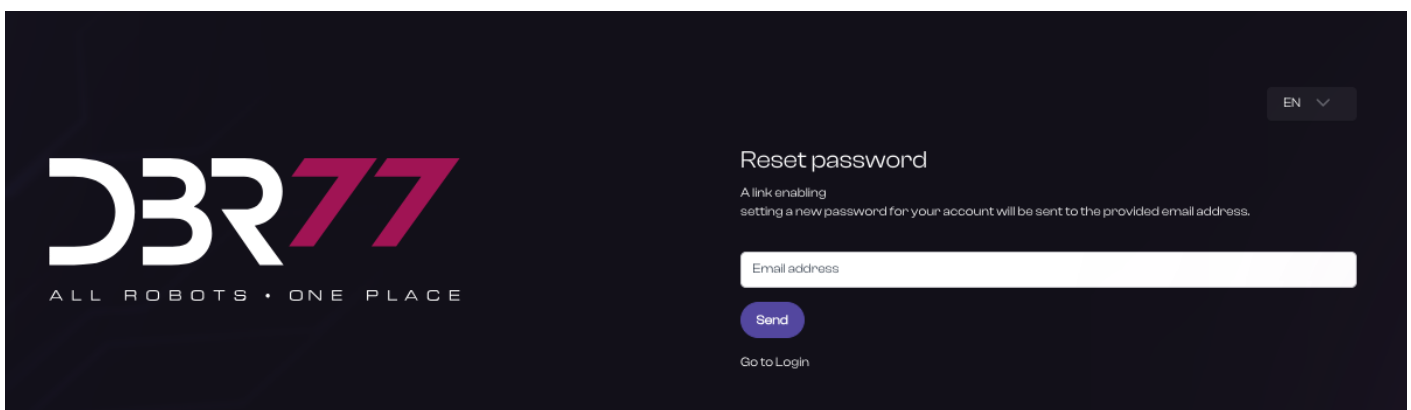 EN
DBR77
ALL ROBOTS • ONE PLACE
Reset password
A link enabling
setting a new password for your account will be sent to the provided email address.
Email address
Send
Go to Login